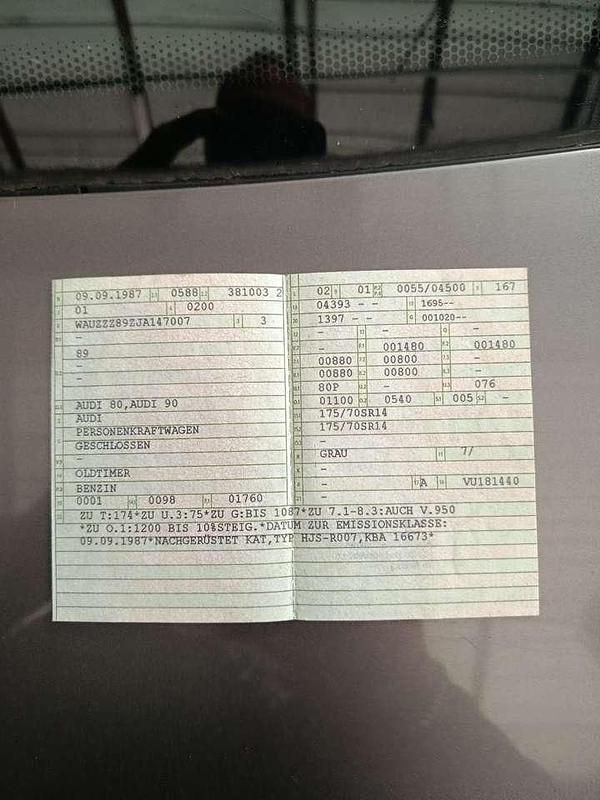 09.09.1987 0588 381003 2
01 0200
WAUZZZ89ZJA147007 3
-
89
-
-
AUDI 80,AUDI 90
AUDI
PERSONENKRAFTWAGEN
GESCHLOSSEN
-
OLDTIMER
BENZIN
0001 0098 01760
02 01 0055/04500 167
04393 - - 1695--
1397 - - 001020--
- - -
- 001480 001480
00880 00800 -
00880 00800 -
80P - 076
01100 0540 005 -
175/70SR14
175/70SR14
-
GRAU 7/
-
- A VU181440
-
ZU T:174*ZU U.3:75*ZU G:BIS 1087*ZU 7.1-8.3:AUCH V.950
*ZU O.1:1200 BIS 10%STEIG.*DATUM ZUR EMISSIONSKLASSE:
09.09.1987*NACHGERÜSTET KAT,TYP HJS-R007,KBA 16673*